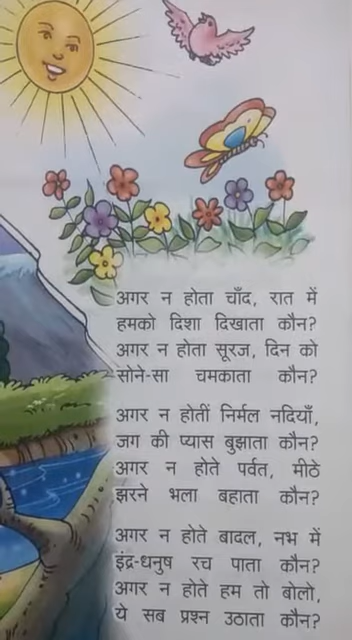 अगर न होता चाँद, रात में
हमको दिशा दिखाता कौन?
अगर न होता सूरज, दिन को
सोने-सा चमकाता कौन?
अगर न होतीं निर्मल नदियाँ,
जग की प्यास बुझाता कौन?
अगर न होते पर्वत, मीठे
झरने भला बहाता कौन?
अगर न होते बादल, नभ में
इंद्र-धनुष रच पाता कौन?
अगर न होते हम तो बोलो,
ये सब प्रश्न उठाता कौन?